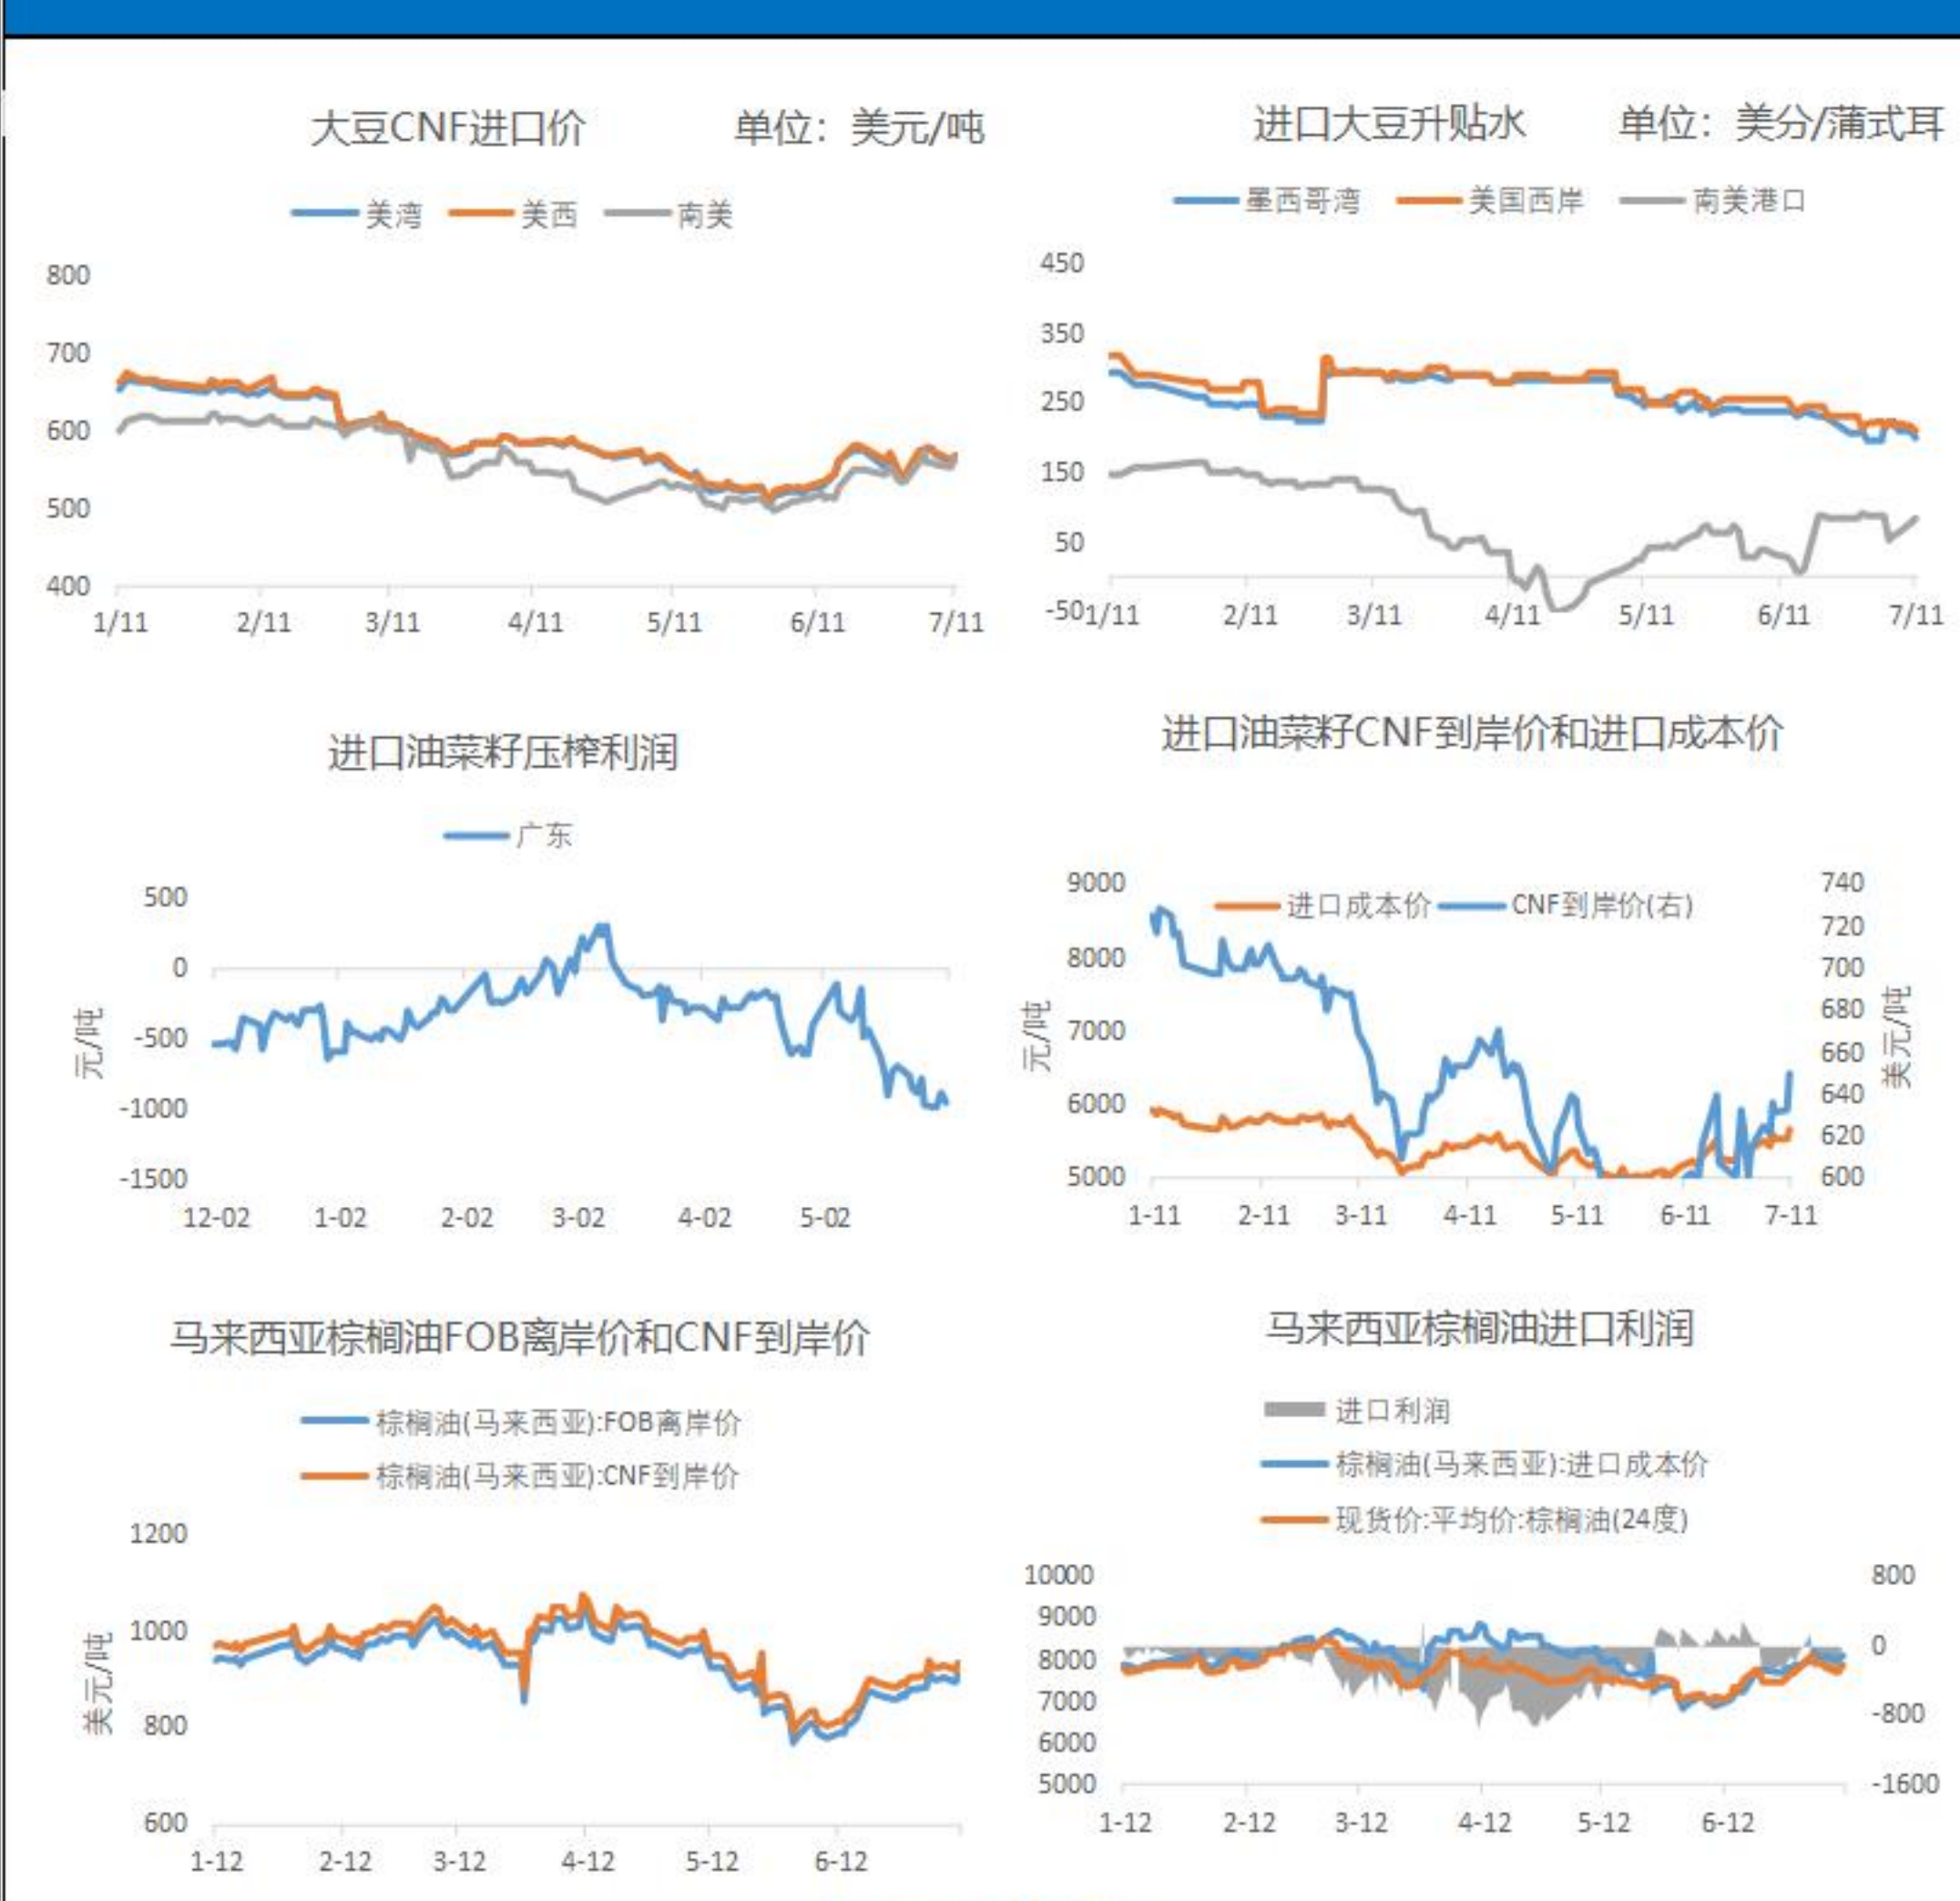 大豆CNF进口价 单位：美元/吨
美湾 美西 南美
800
700
600
500
400
1/11 2/11 3/11 4/11 5/11 6/11 7/11
进口大豆升贴水 单位：美分/蒲式耳
墨西哥湾 美国西岸 南美港口
450
350
250
150
50
-50
1/11 2/11 3/11 4/11 5/11 6/11 7/11
进口油菜籽压榨利润
广东
元/吨
500
0
-500
-1000
-1500
12-02 1-02 2-02 3-02 4-02 5-02
进口油菜籽CNF到岸价和进口成本价
进口成本价 CNF到岸价(右)
元/吨
9000
8000
7000
6000
5000
740
720
700
680
660
640
620
600
美元/吨
1-11 2-11 3-11 4-11 5-11 6-11 7-11
马来西亚棕榈油FOB离岸价和CNF到岸价
棕榈油(马来西亚):FOB离岸价
棕榈油(马来西亚):CNF到岸价
美元/吨
1200
1000
800
600
1-12 2-12 3-12 4-12 5-12 6-12
马来西亚棕榈油进口利润
进口利润
棕榈油(马来西亚):进口成本价
现货价:平均价:棕榈油(24度)
10000
9000
8000
7000
6000
5000
800
0
-800
-1600
1-12 2-12 3-12 4-12 5-12 6-12